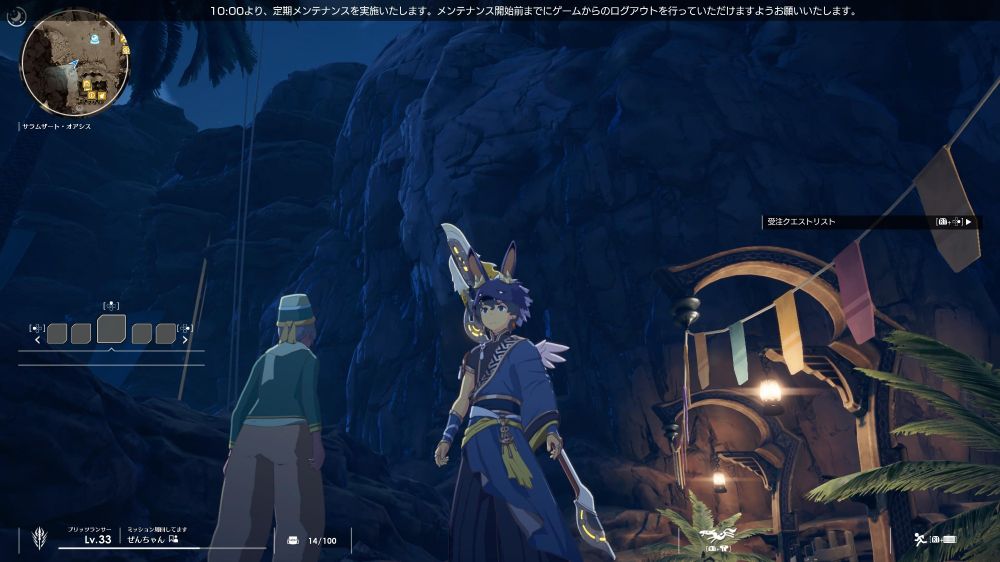 10:00より、定期メンテナンスを実施いたします。メンテナンス開始前までにゲームからのログアウトを行っていただけますようお願いいたします。
サラムザート・オアシス
受注クエストリスト
ブリッツランサー
ミッション周回してます
Lv.33
ぜんちゃん
14/100